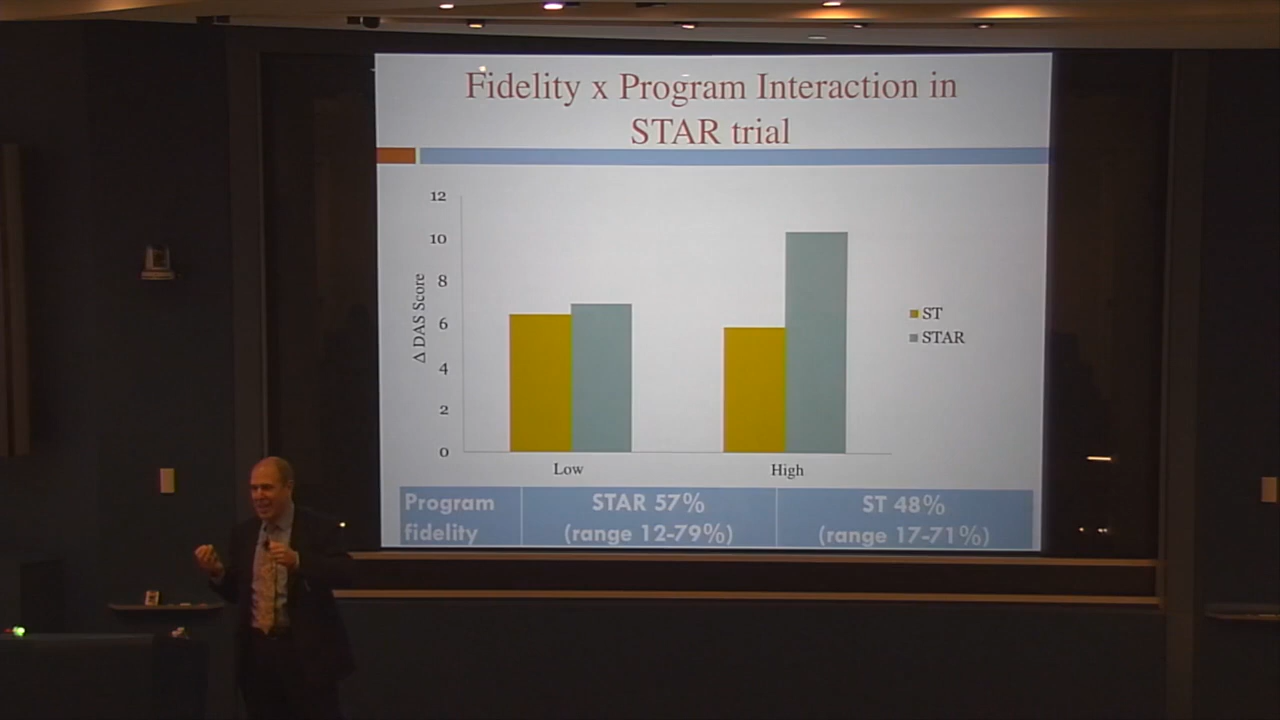 Fidelity x Program Interaction in
STAR trial
12
10
8
6
4
2
0
Δ DAS Score
Low
High
ST
STAR
Program
fidelity
STAR 57%
(range 12-79%)
ST 48%
(range 17-71%)